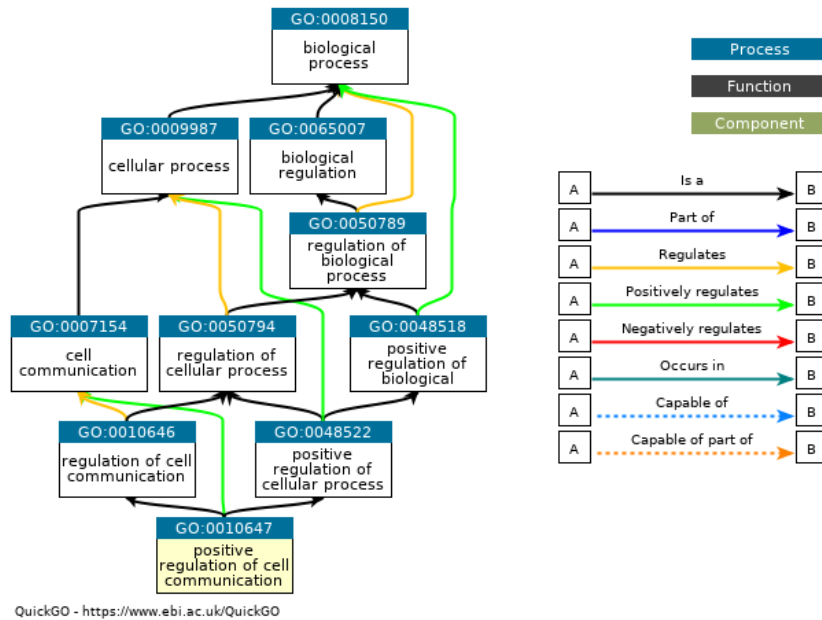 GO:0008150
biological
process
Process
Function
Component
GO:0009987
cellular process
GO:0065007
biological
regulation
A Is a B
A Part of B
GO:0050789
regulation of
biological
process
A Regulates B
A Positively regulates B
GO:0007154
cell
communication
GO:0050794
regulation of
cellular process
GO:0048518
positive
regulation of
biological
A Negatively regulates B
A Occurs in B
A Capable of B
A Capable of part of B
GO:0010646
regulation of cell
communication
GO:0048522
positive
regulation of
cellular process
GO:0010647
positive
regulation of cell
communication
QuickGO - https://www.ebi.ac.uk/QuickGO